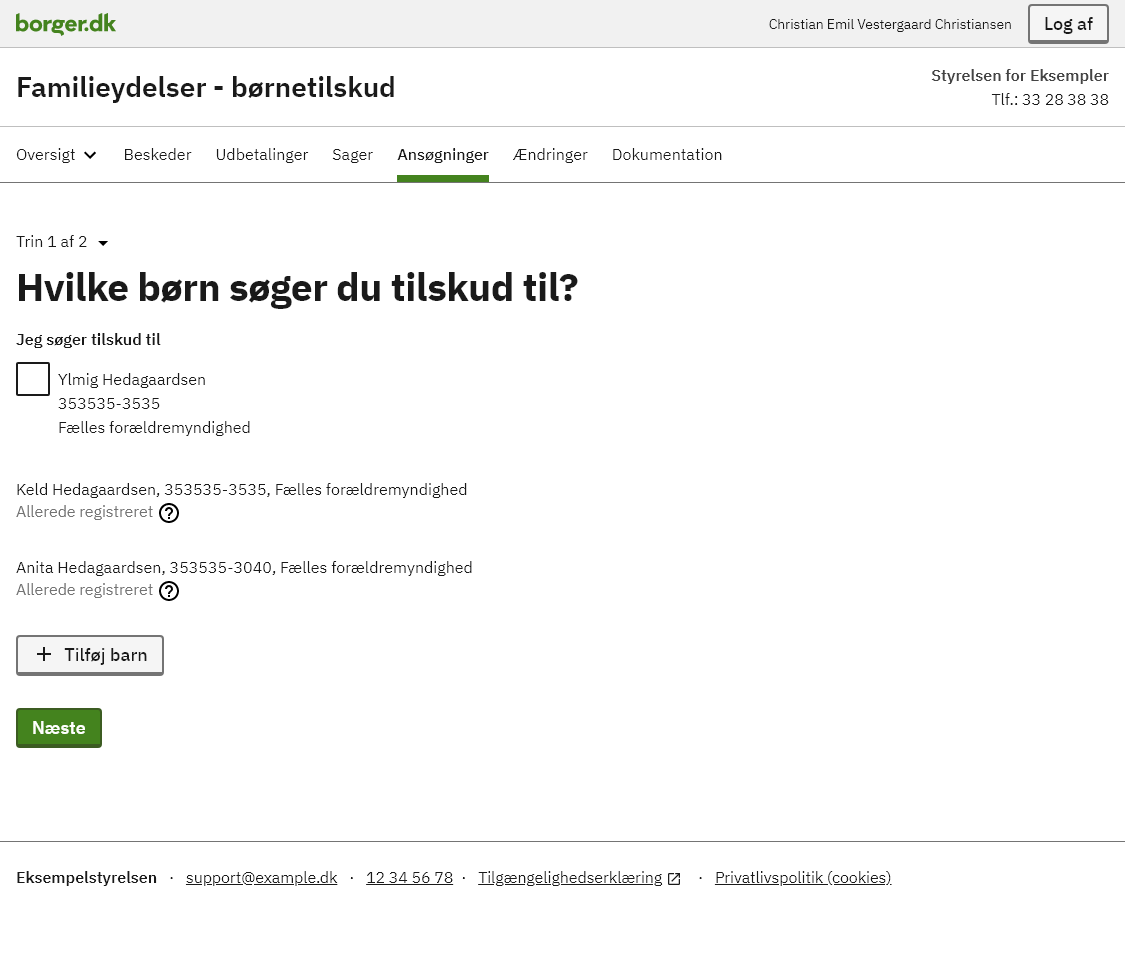 borger.dk
Christian Emil Vestergaard Christiansen
Log af
Familieydelser - børnetilskud
Styrelsen for Eksempler
Tlf.: 33 28 38 38
Oversigt Beskeder Udbetalinger Sager Ansøgninger Ændringer Dokumentation
Trin 1 af 2
Hvilke børn søger du tilskud til?
Jeg søger tilskud til
Ylmig Hedagaardsen
353535-3535
Fælles forældremyndighed
Keld Hedagaardsen, 353535-3535, Fælles forældremyndighed
Allerede registreret ?
Anita Hedagaardsen, 353535-3040, Fælles forældremyndighed
Allerede registreret ?
+ Tilføj barn
Næste
Eksempelstyrelsen · support@example.dk · 12 34 56 78 · Tilgængelighedserklæring · Privatlivspolitik (cookies)